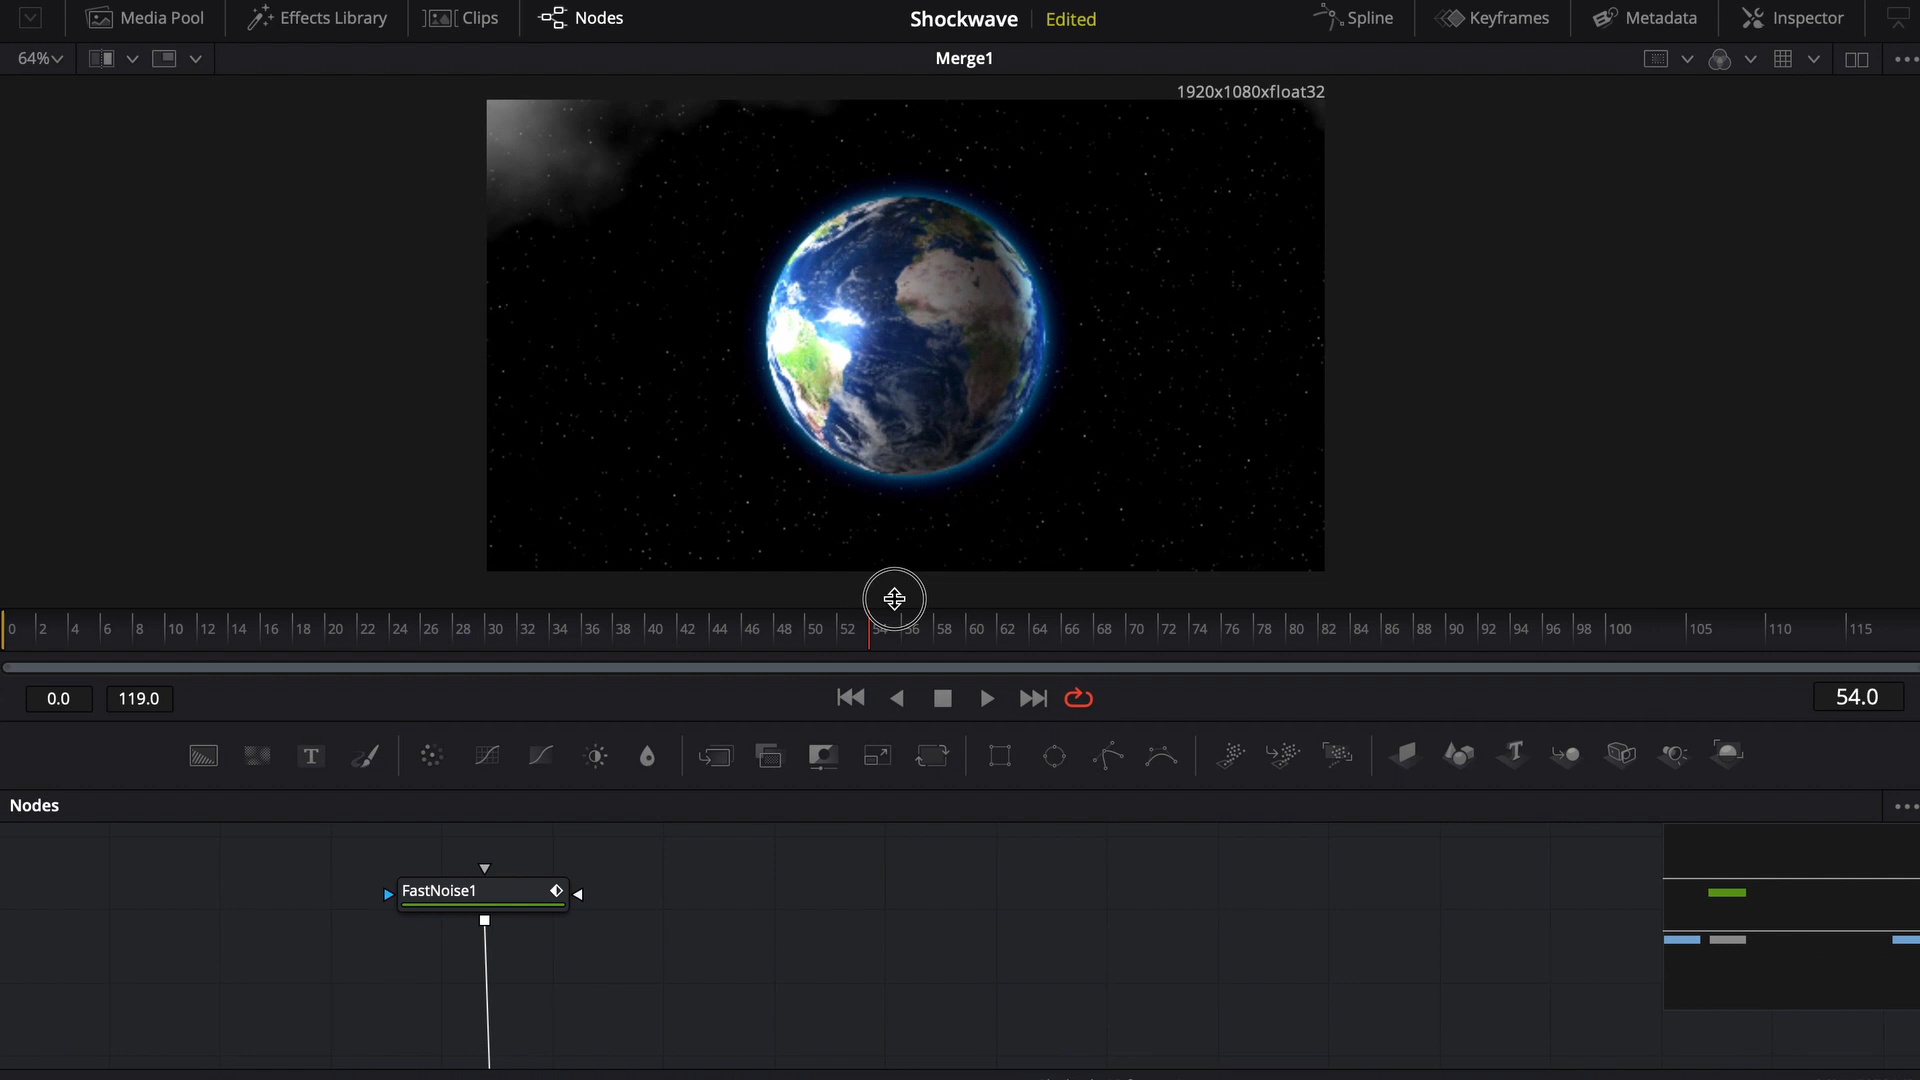 Media Pool Effects Library Clips Nodes Shockwave Edited Spline Keyframes Metadata Inspector
64% Merge1
1920x1080xfloat32
0 2 4 6 8 10 12 14 16 18 20 22 24 26 28 30 32 34 36 38 40 42 44 46 48 50 52 54 56 58 60 62 64 66 68 70 72 74 76 78 80 82 84 86 88 90 92 94 96 98 100 105 110 115
0.0 119.0 54.0
T T
Nodes
FastNoise1